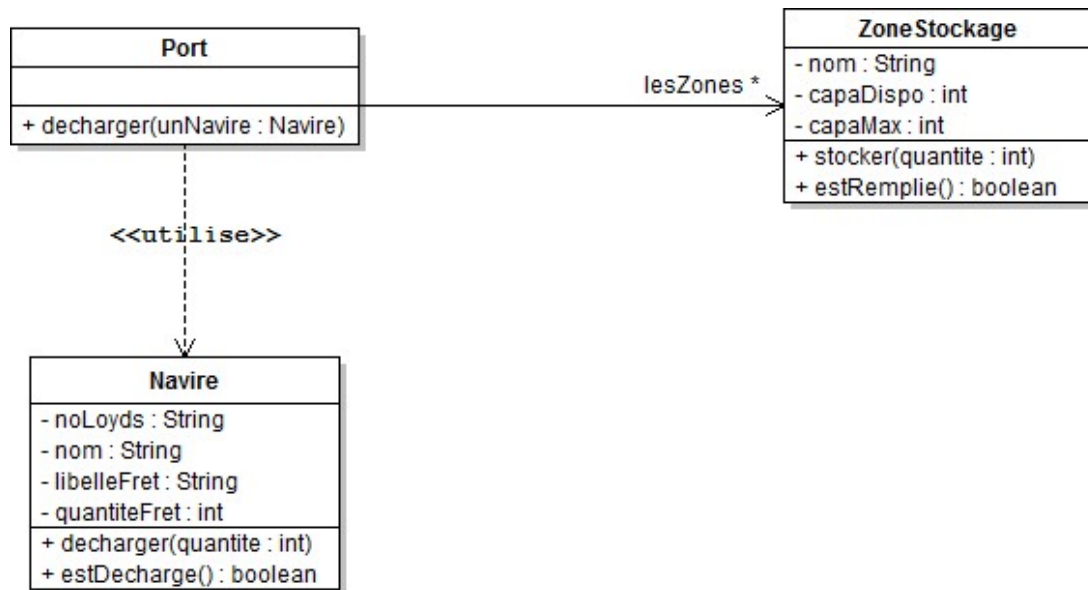 Port
+ decharger(unNavire : Navire)
lesZones *
ZoneStockage
- nom : String
- capaDispo : int
- capaMax : int
+ stocker(quantite : int)
+ estRemplie() : boolean
<<utilise>>
Navire
- noLoyds : String
- nom : String
- libelleFret : String
- quantiteFret : int
+ decharger(quantite : int)
+ estDecharge() : boolean